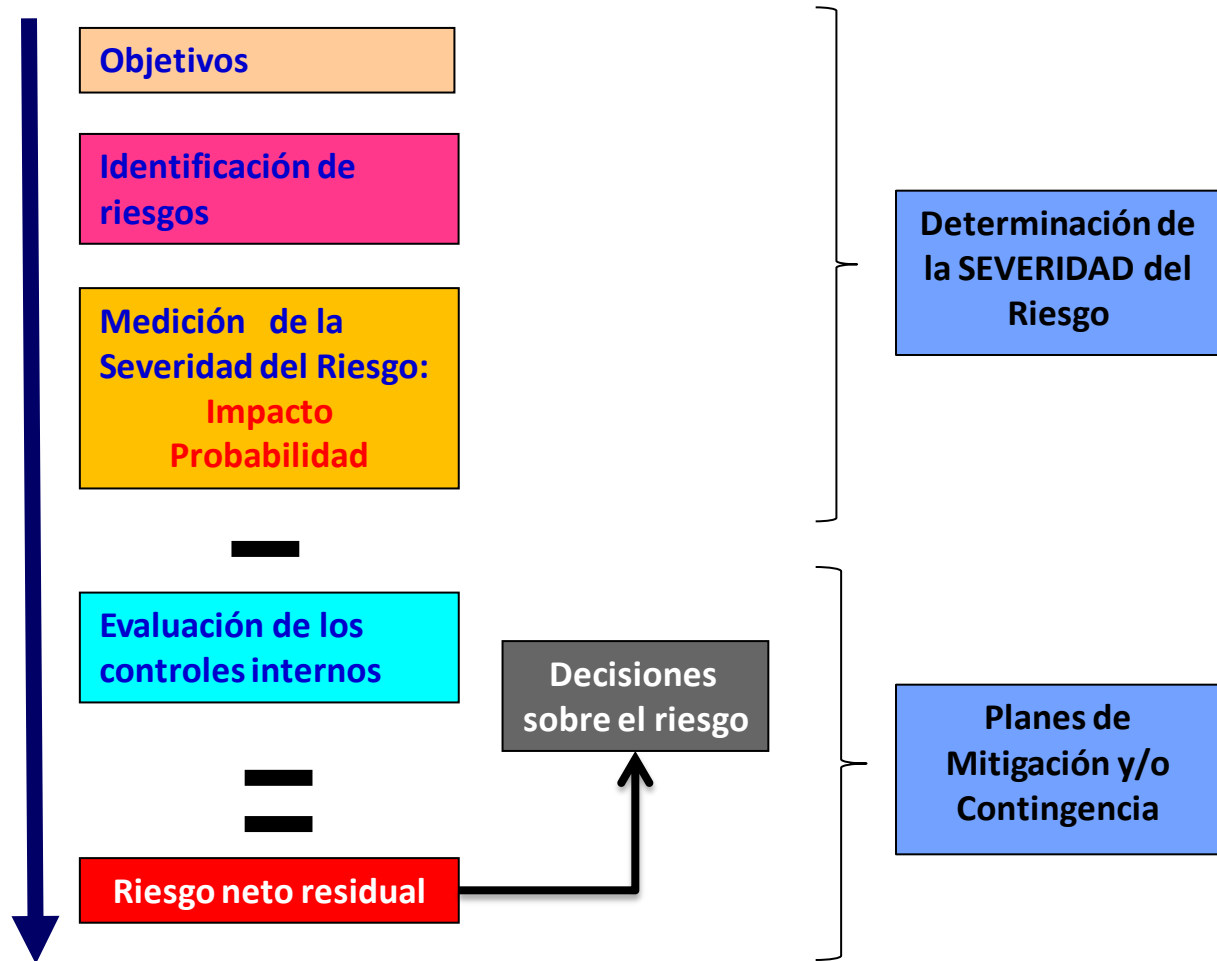 Objetivos
Identificación de
riesgos
Medición de la
Severidad del Riesgo:
Impacto
Probabilidad
Determinación de
la SEVERIDAD del
Riesgo
Evaluación de los
controles internos
Decisiones
sobre el riesgo
Riesgo neto residual
Planes de
Mitigación y/o
Contingencia